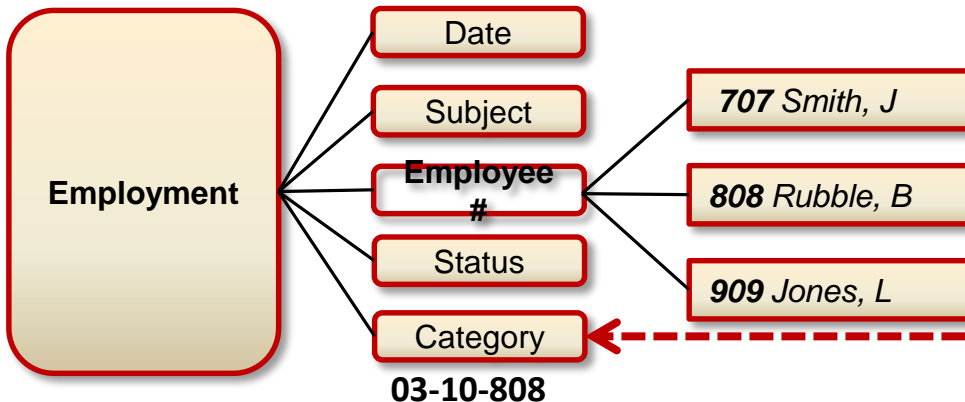 Employment
Date
Subject
Employee
#
Status
Category
03-10-808
707 Smith, J
808 Rubble, B
909 Jones, L